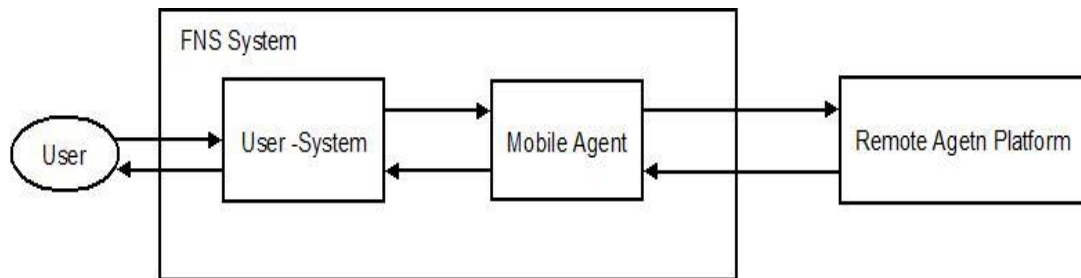 FNS System
User
User -System
Mobile Agent
Remote Agetn Platform